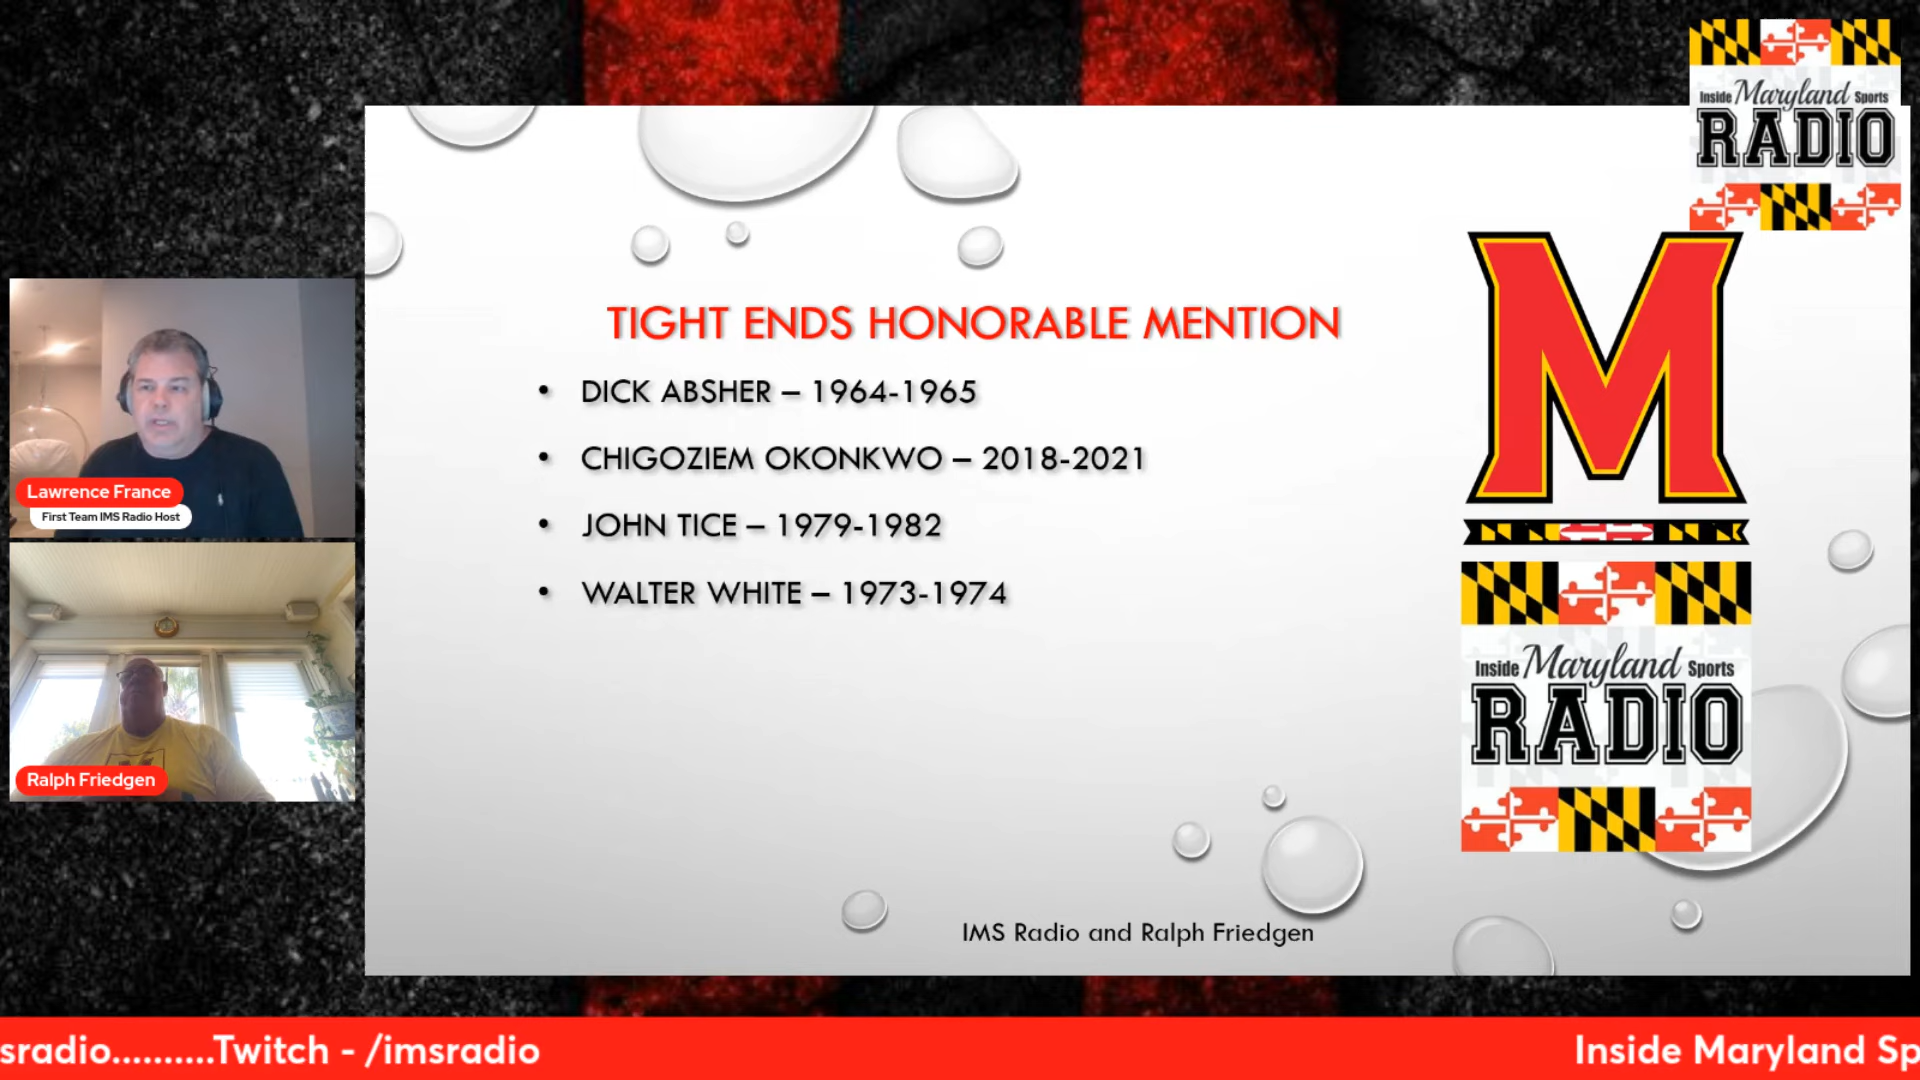 Inside Maryland Sports
RADIO
TIGHT ENDS HONORABLE MENTION
• DICK ABSHER – 1964-1965
• CHIGOZIEM OKONKWO – 2018-2021
• JOHN TICE – 1979-1982
• WALTER WHITE – 1973-1974
M
Inside Maryland Sports
RADIO
IMS Radio and Ralph Friedgen
Lawrence France
First Team IMS Radio Host
Ralph Friedgen
sradio..........Twitch - /imsradio
Inside Maryland Sp